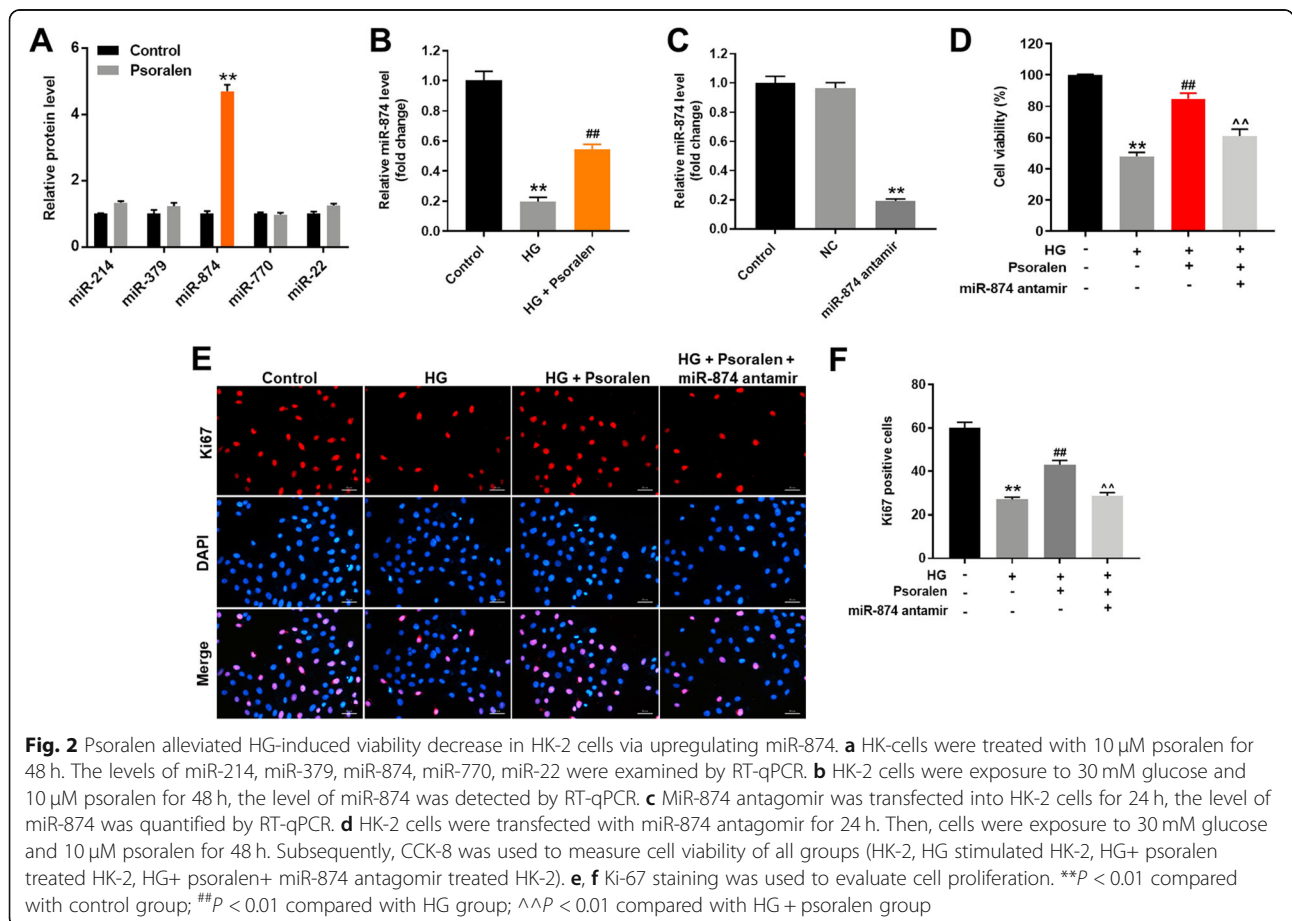 A
Relative protein level
6
4
2
0
Control
Psoralen
**
miR-214
miR-379
miR-874
miR-770
miR-22
B
Relative miR-874 level
(fold change)
1.2
1.0
0.8
0.6
0.4
0.2
0.0
**
##
Control
HG
HG + Psoralen
C
Relative miR-874 level
(fold change)
1.2
1.0
0.8
0.6
0.4
0.2
0.0
**
Control
NC
miR-874 antamir
D
Cell viability (%)
120
100
80
60
40
20
0
**
##
^^
HG - + + +
Psoralen - - + +
miR-874 antamir - - - +
E
Control
HG
HG + Psoralen
HG + Psoralen +
miR-874 antamir
Ki67
DAPI
Merge
F
Ki67 positive cells
80
60
40
20
0
**
##
^^
HG - + + +
Psoralen - - + +
miR-874 antamir - - - +
Fig. 2 Psoralen alleviated HG-induced viability decrease in HK-2 cells via upregulating miR-874. a HK-cells were treated with 10 μM psoralen for
48 h. The levels of miR-214, miR-379, miR-874, miR-770, miR-22 were examined by RT-qPCR. b HK-2 cells were exposure to 30 mM glucose and
10 μM psoralen for 48 h, the level of miR-874 was detected by RT-qPCR. c MiR-874 antagomir was transfected into HK-2 cells for 24 h, the level of
miR-874 was quantified by RT-qPCR. d HK-2 cells were transfected with miR-874 antagomir for 24 h. Then, cells were exposure to 30 mM glucose
and 10 μM psoralen for 48 h. Subsequently, CCK-8 was used to measure cell viability of all groups (HK-2, HG stimulated HK-2, HG+ psoralen
treated HK-2, HG+ psoralen+ miR-874 antagomir treated HK-2). e, f Ki-67 staining was used to evaluate cell proliferation. **P < 0.01 compared
with control group; ##P < 0.01 compared with HG group; ^^P < 0.01 compared with HG + psoralen group